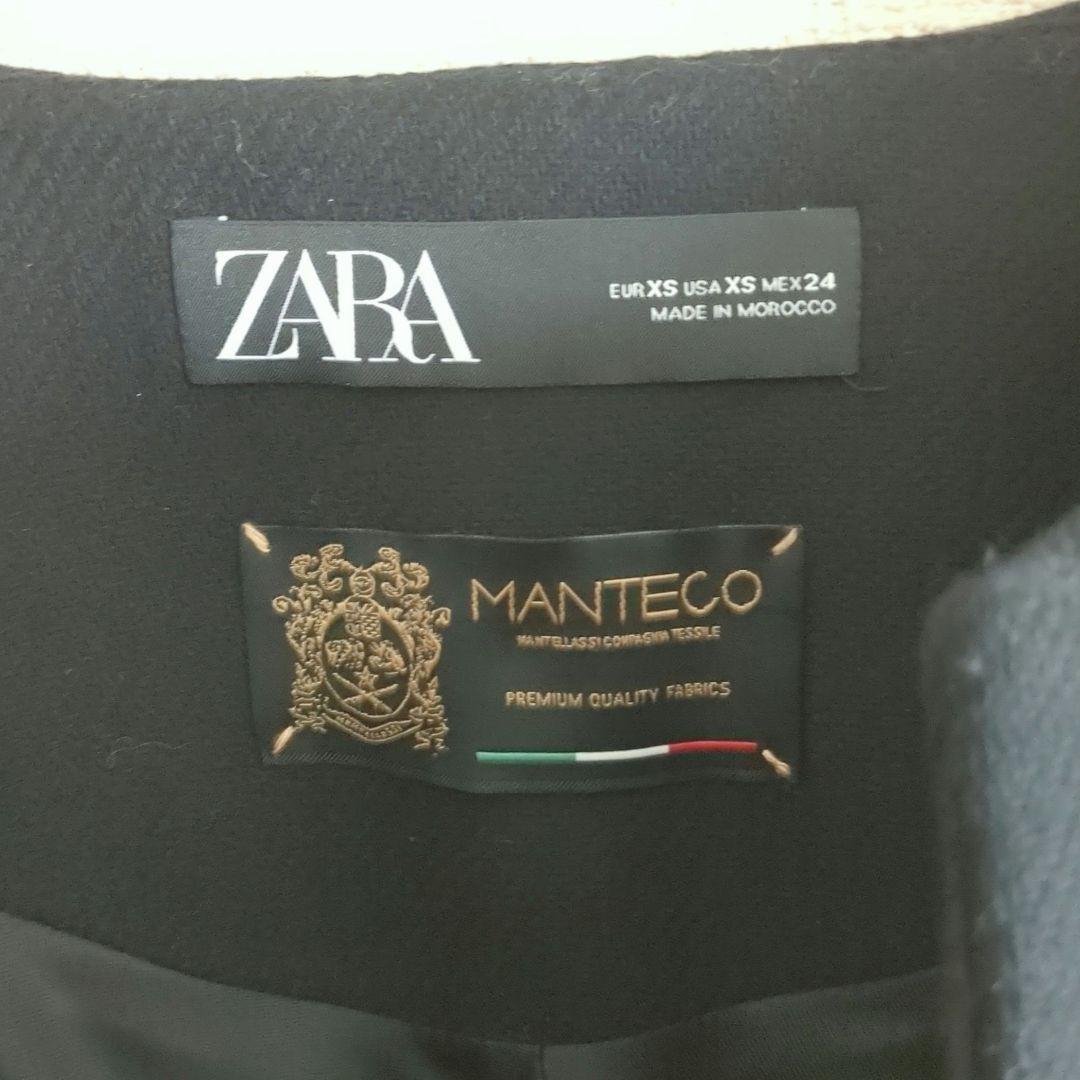 ZARA
EUR XS USA XS MEX 24
MADE IN MOROCCO
MANTECO
MANTELLASSI COMPAGNIA TESSILE
PREMIUM QUALITY FABRICS